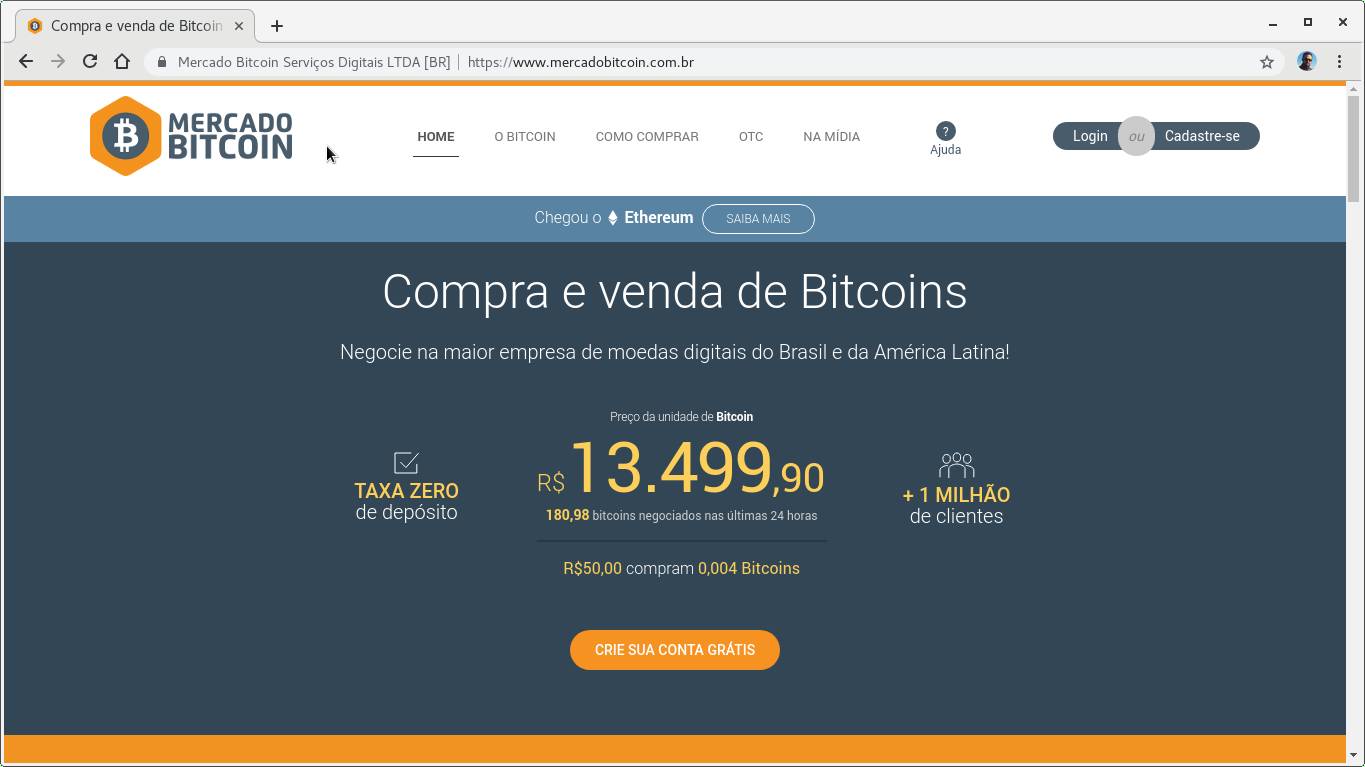 Compra e venda de Bitcoin
Mercado Bitcoin Serviços Digitais LTDA [BR] https://www.mercadobitcoin.com.br
MERCADO
BITCOIN
HOME O BITCOIN COMO COMPRAR OTC NA MÍDIA ? Ajuda Login ou Cadastre-se
Chegou o Ethereum SAIBA MAIS
Compra e venda de Bitcoins
Negocie na maior empresa de moedas digitais do Brasil e da América Latina!
TAXA ZERO
de depósito
Preço da unidade de Bitcoin
R$13.499,90
180,98 bitcoins negociados nas últimas 24 horas
R$50,00 compram 0,004 Bitcoins
+ 1 MILHÃO
de clientes
CRIE SUA CONTA GRÁTIS